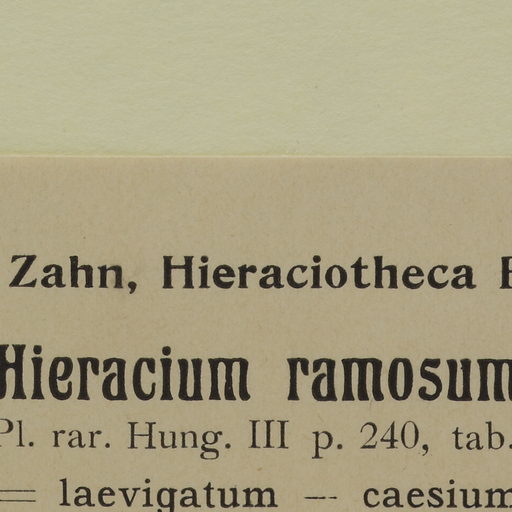 Zahn, Hieraciotheca E
Hieracium ramosum
Pl. rar. Hung. III p. 240, tab.
= laevigatum — caesium